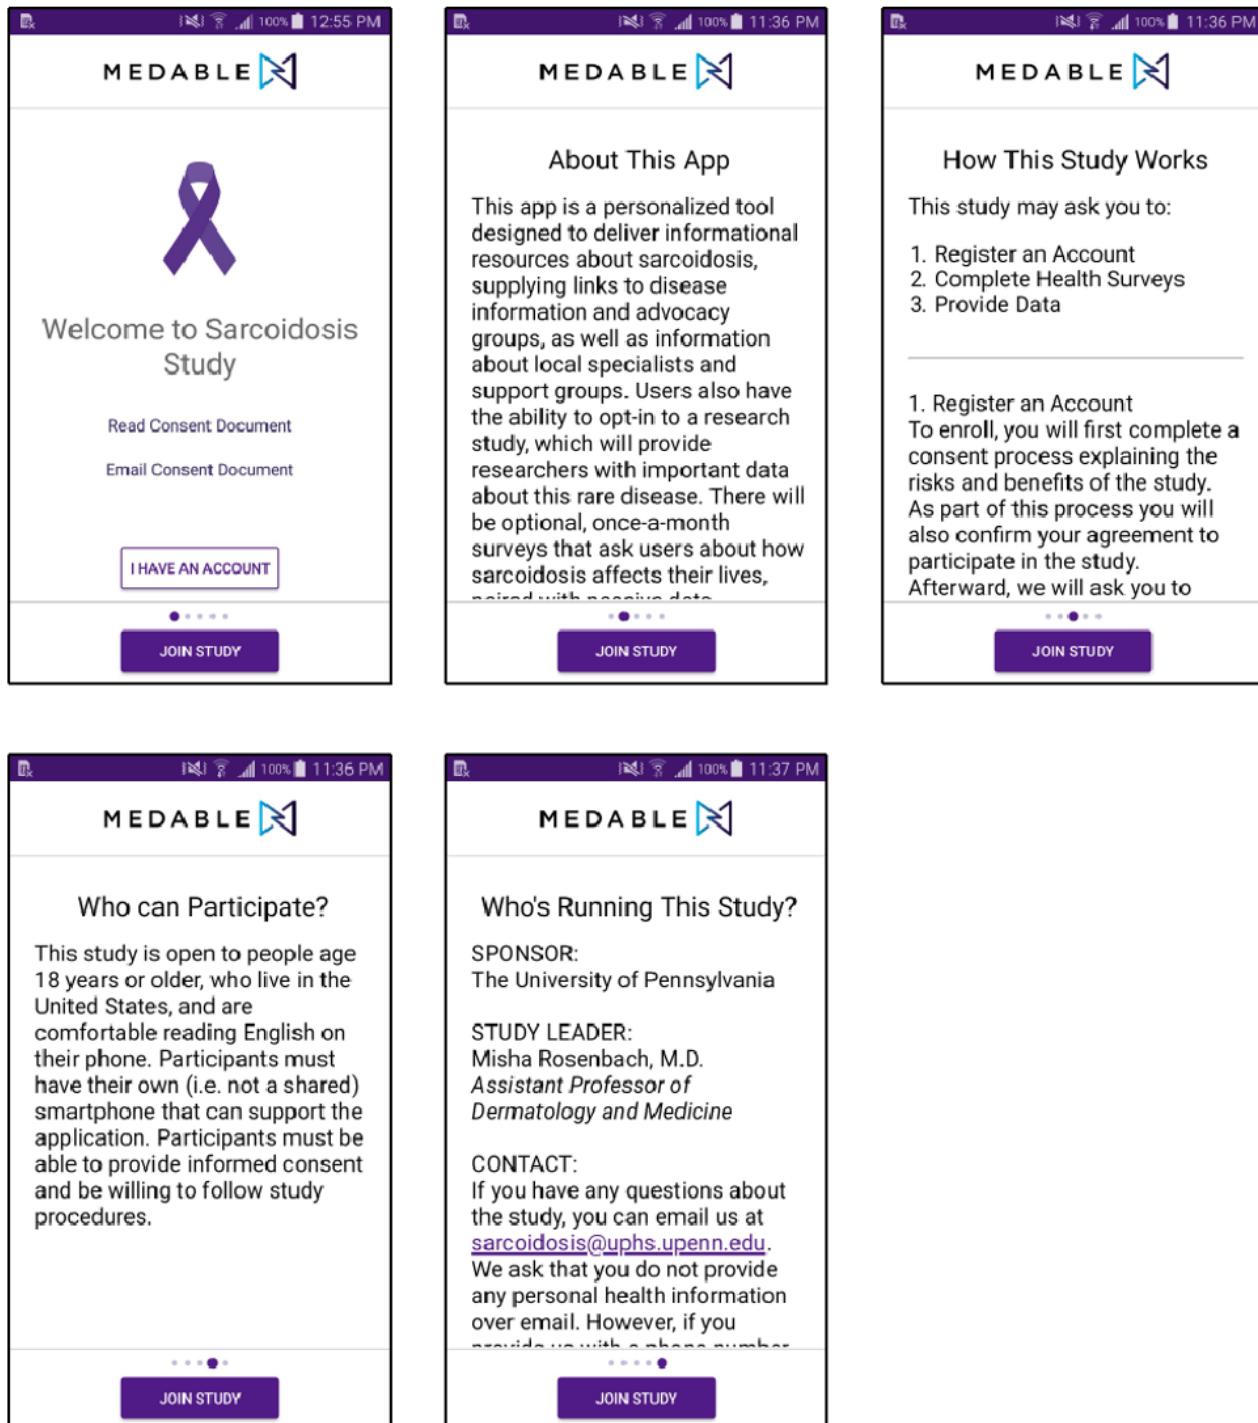 100% 12:55 PM
MEDABLE
Welcome to Sarcoidosis
Study
Read Consent Document
Email Consent Document
I HAVE AN ACCOUNT
JOIN STUDY
100% 11:36 PM
MEDABLE
About This App
This app is a personalized tool
designed to deliver informational
resources about sarcoidosis,
supplying links to disease
information and advocacy
groups, as well as information
about local specialists and
support groups. Users also have
the ability to opt-in to a research
study, which will provide
researchers with important data
about this rare disease. There will
be optional, once-a-month
surveys that ask users about how
sarcoidosis affects their lives,
paired with passive data
JOIN STUDY
100% 11:36 PM
MEDABLE
How This Study Works
This study may ask you to:
1. Register an Account
2. Complete Health Surveys
3. Provide Data
1. Register an Account
To enroll, you will first complete a
consent process explaining the
risks and benefits of the study.
As part of this process you will
also confirm your agreement to
participate in the study.
Afterward, we will ask you to
JOIN STUDY
100% 11:36 PM
MEDABLE
Who can Participate?
This study is open to people age
18 years or older, who live in the
United States, and are
comfortable reading English on
their phone. Participants must
have their own (i.e. not a shared)
smartphone that can support the
application. Participants must be
able to provide informed consent
and be willing to follow study
procedures.
JOIN STUDY
100% 11:37 PM
MEDABLE
Who's Running This Study?
SPONSOR:
The University of Pennsylvania
STUDY LEADER:
Misha Rosenbach, M.D.
Assistant Professor of
Dermatology and Medicine
CONTACT:
If you have any questions about
the study, you can email us at
sarcoidosis@uphs.upenn.edu.
We ask that you do not provide
any personal health information
over email. However, if you
provide us with a phone number
JOIN STUDY